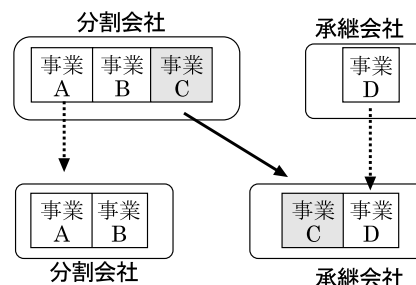 分割会社
承継会社
事業 事業 事業
A B C
事業
D
事業 事業
A B
事業 事業
C D
分割会社
承継会社